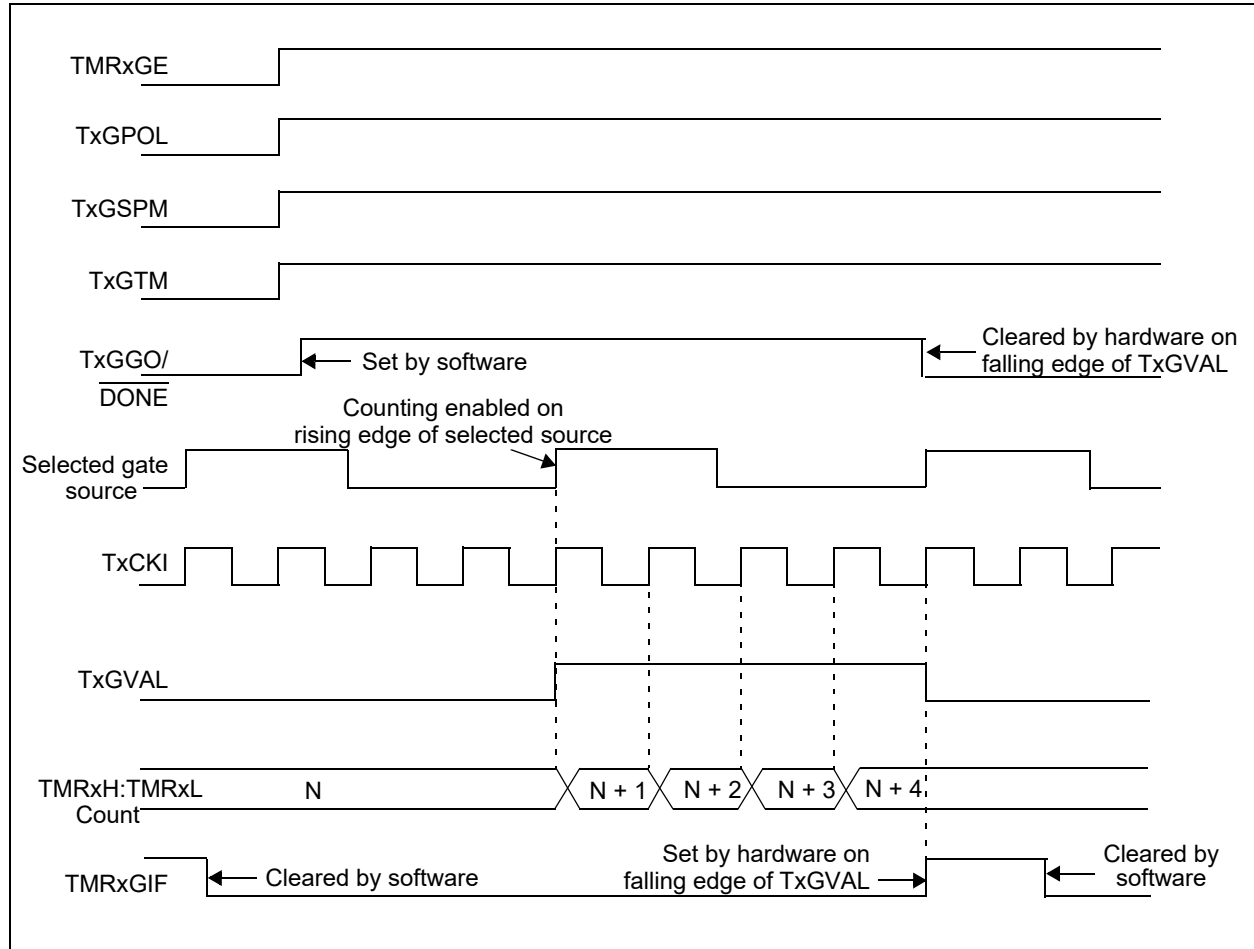 TMRxGE
TxGPOL
TxGSPM
TxGTM
TxGGO/
DONE
Set by software
Cleared by hardware on
falling edge of TxGVAL
Counting enabled on
rising edge of selected source
Selected gate
source
TxCKI
TxGVAL
TMRxH:TMRxL
Count
N
N + 1
N + 2
N + 3
N + 4
TMRxGIF
Cleared by software
Set by hardware on
falling edge of TxGVAL
Cleared by
software